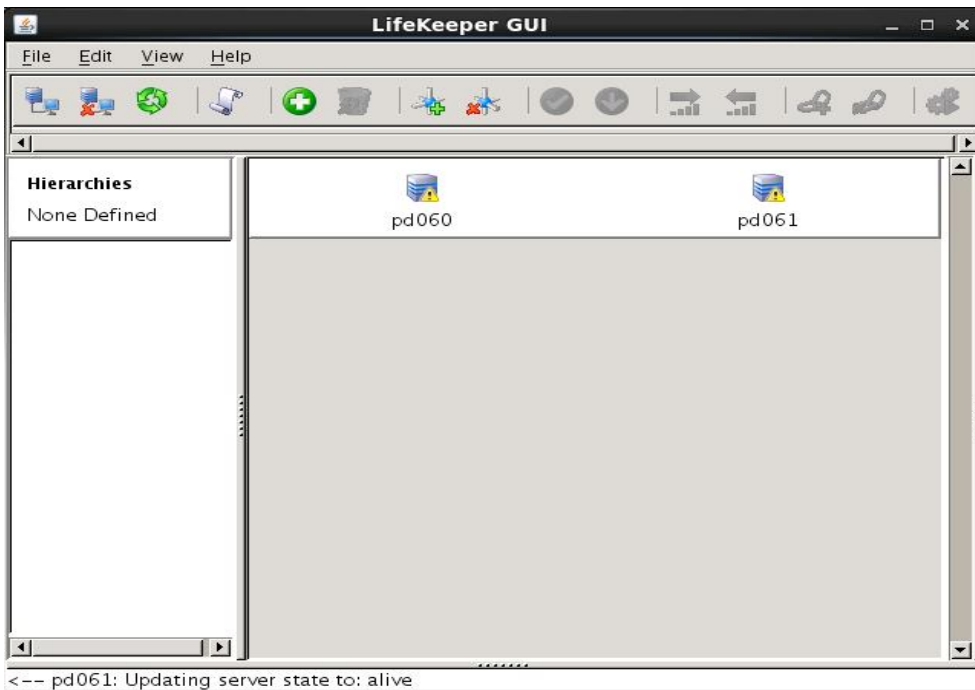 LifeKeeper GUI
File Edit View Help
Hierarchies
None Defined
pd060 pd061
<-- pd061: Updating server state to: alive